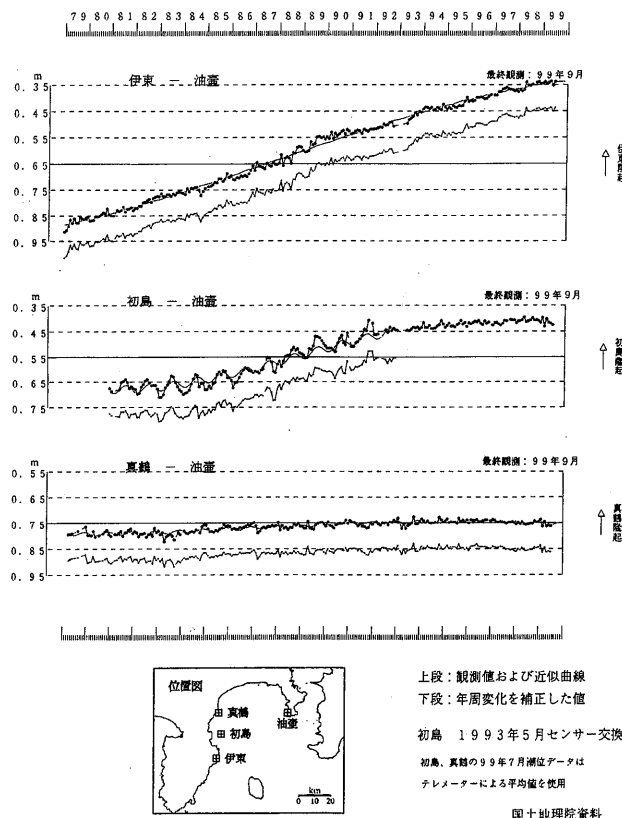 79 80 81 82 83 84 85 86 87 88 89 90 91 92 93 94 95 96 97 98 99
m
伊東 － 油壷
最終観測：99年9月
0.35
0.45
0.55
0.65
0.75
0.85
0.95
伊東隆起
m
初島 － 油壷
最終観測：99年9月
0.35
0.45
0.55
0.65
0.75
初島隆起
m
真鶴 － 油壷
最終観測：99年9月
0.55
0.65
0.75
0.85
0.95
真鶴隆起
位置図
真鶴
油壷
初島
伊東
km
0 10 20
上段：観測値および近似曲線
下段：年周変化を補正した値
初島 1993年5月センサー交換
初島、真鶴の99年7月潮位データは
テレメーターによる平均値を使用
国土地理院資料